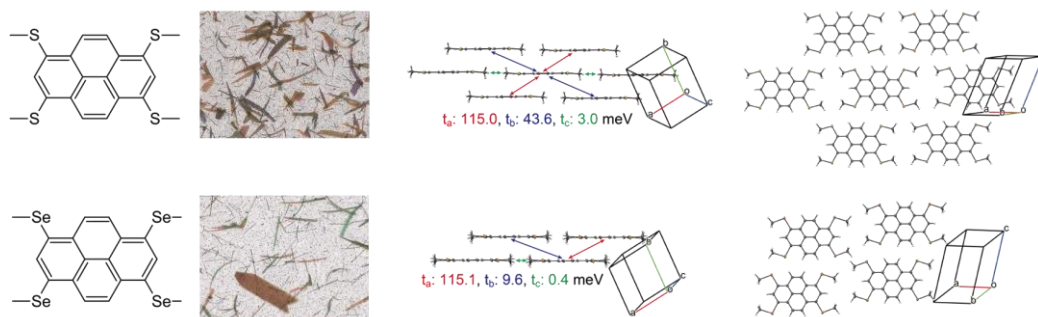 S S
S S
b
a
o
c
t_a: 115.0, t_b: 43.6, t_c: 3.0 meV
a
o
Se Se
Se Se
c
o
t_a: 115.1, t_b: 9.6, t_c: 0.4 meV
a
c
a
o
b